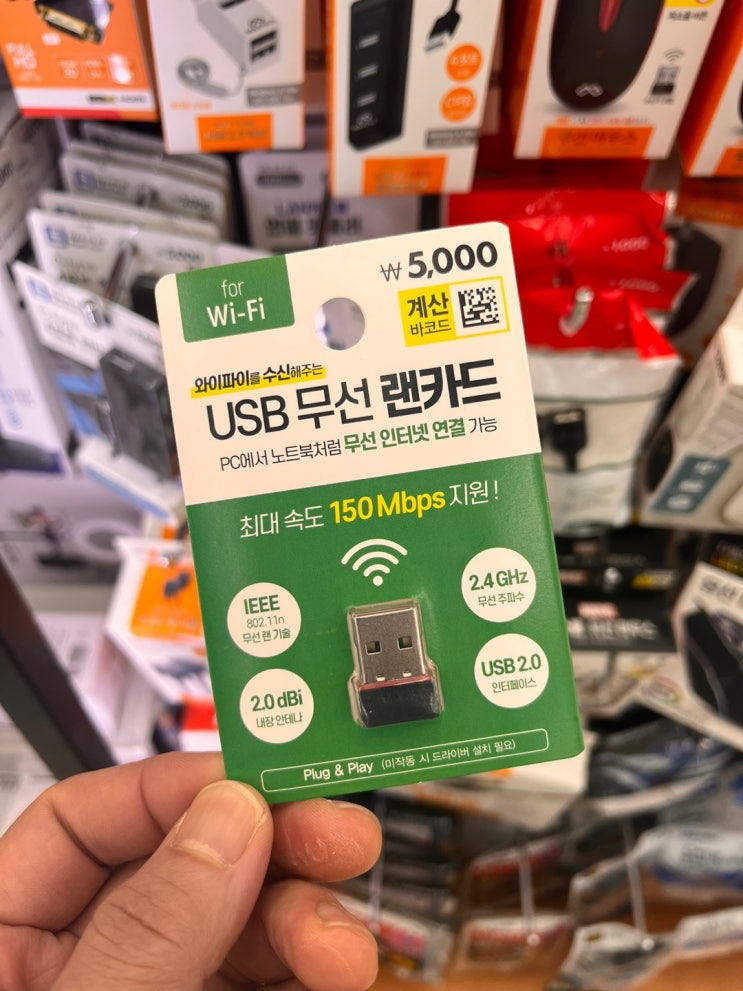 for
Wi-Fi
₩ 5,000
계산
바코드
와이파이를 수신해주는
USB 무선 랜카드
PC에서 노트북처럼 무선 인터넷 연결 가능
최대 속도 150 Mbps 지원!
IEEE
802.11n
무선 랜 기술
2.4 GHz
무선 주파수
2.0 dBi
내장 안테나
USB 2.0
인터페이스
Plug & Play (미작동 시 드라이버 설치 필요)